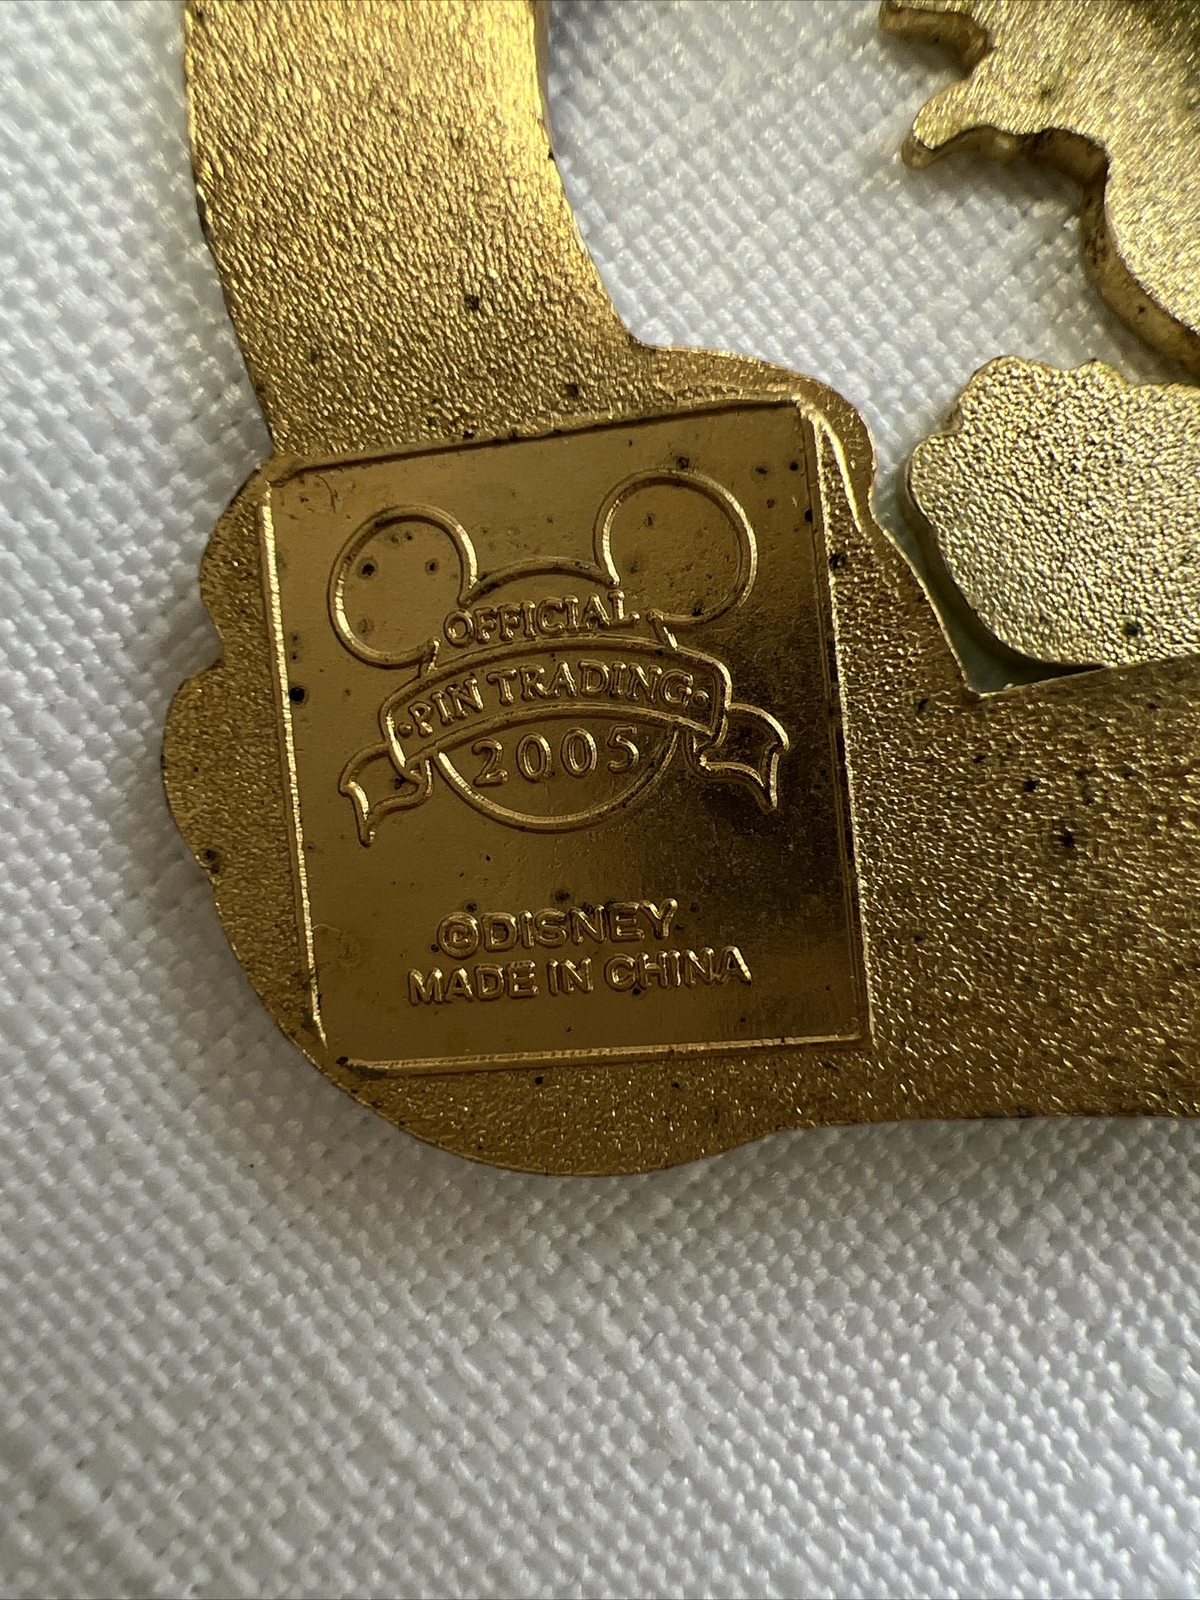 OFFICIAL
·PIN TRADING·
2005
©DISNEY
MADE IN CHINA